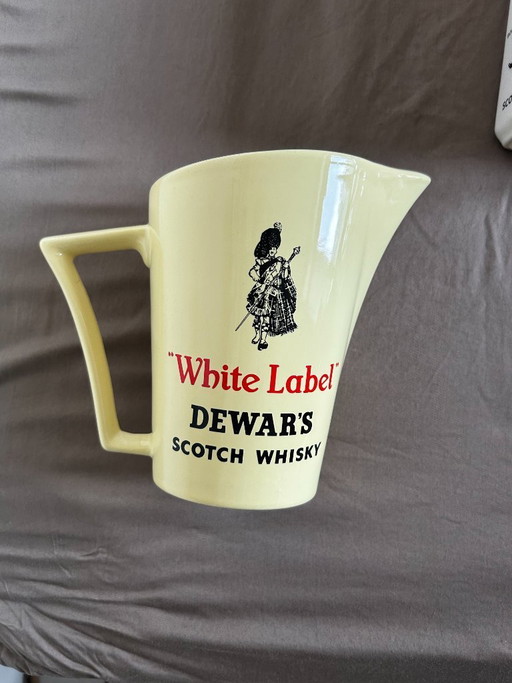 "White Label"
DEWAR'S
SCOTCH WHISKY